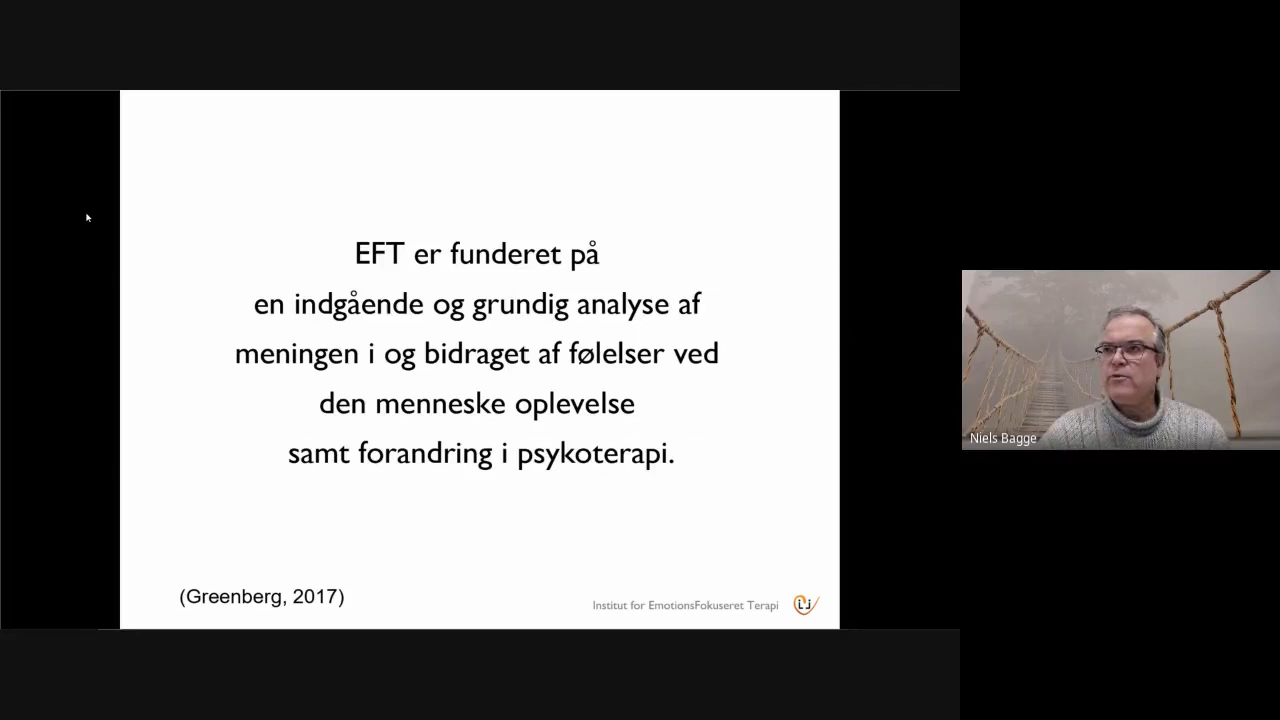 EFT er funderet på
en indgående og grundig analyse af
meningen i og bidraget af følelser ved
den menneske oplevelse
samt forandring i psykoterapi.
(Greenberg, 2017)
Institut for EmotionsFokuseret Terapi
Niels Bagge